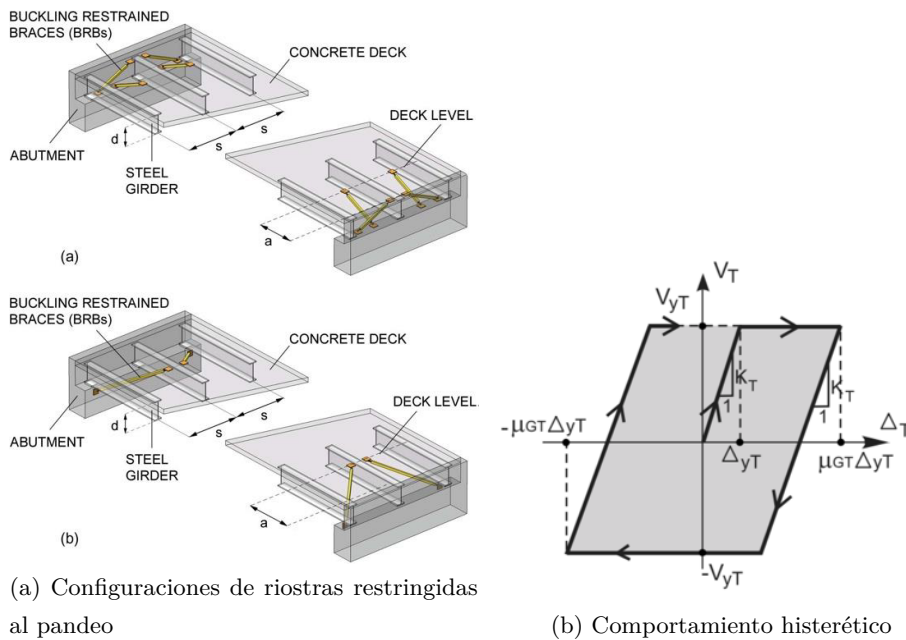 BUCKLING RESTRAINED
BRACES (BRBs)
CONCRETE DECK
DECK LEVEL
ABUTMENT
d
s
s
STEEL
GIRDER
a
(a)
BUCKLING RESTRAINED
BRACES (BRBs)
CONCRETE DECK
DECK LEVEL
ABUTMENT
d
s
s
STEEL
GIRDER
a
(b)
(a) Configuraciones de riostras restringidas
al pandeo
V_T
V_yT
K_T
1
K_T
1
-μGTΔyT
Δ_yT
μGTΔyT
Δ_T
-V_yT
(b) Comportamiento histerético